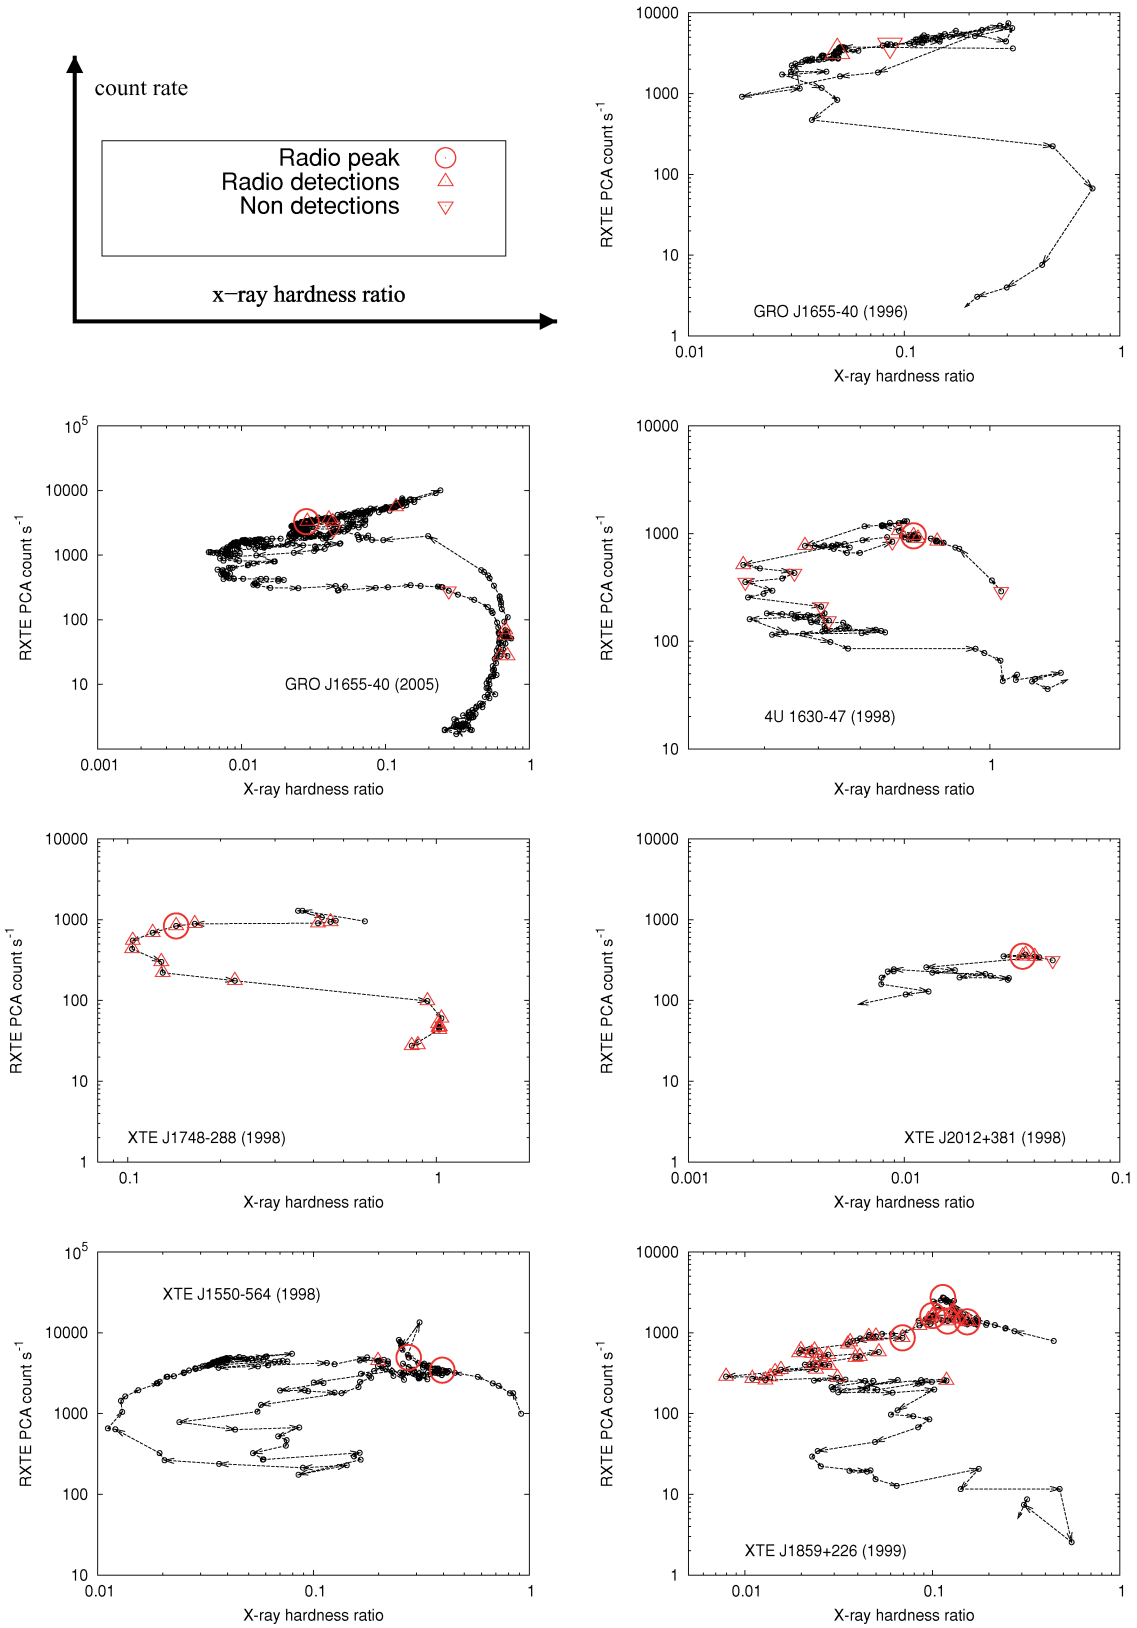 count rate
Radio peak
Radio detections
Non detections
x−ray hardness ratio
10000
1000
100
10
1
RXTE PCA count s-1
GRO J1655-40 (1996)
0.01
0.1
1
X-ray hardness ratio
10^5
10000
1000
100
10
RXTE PCA count s-1
GRO J1655-40 (2005)
0.001
0.01
0.1
1
X-ray hardness ratio
10000
1000
100
10
RXTE PCA count s-1
4U 1630-47 (1998)
1
X-ray hardness ratio
10000
1000
100
10
1
RXTE PCA count s-1
XTE J1748-288 (1998)
0.1
1
X-ray hardness ratio
10000
1000
100
10
1
RXTE PCA count s-1
XTE J2012+381 (1998)
0.001
0.01
0.1
X-ray hardness ratio
10^5
10000
1000
100
10
RXTE PCA count s-1
XTE J1550-564 (1998)
0.01
0.1
1
X-ray hardness ratio
10000
1000
100
10
1
RXTE PCA count s-1
XTE J1859+226 (1999)
0.01
0.1
1
X-ray hardness ratio